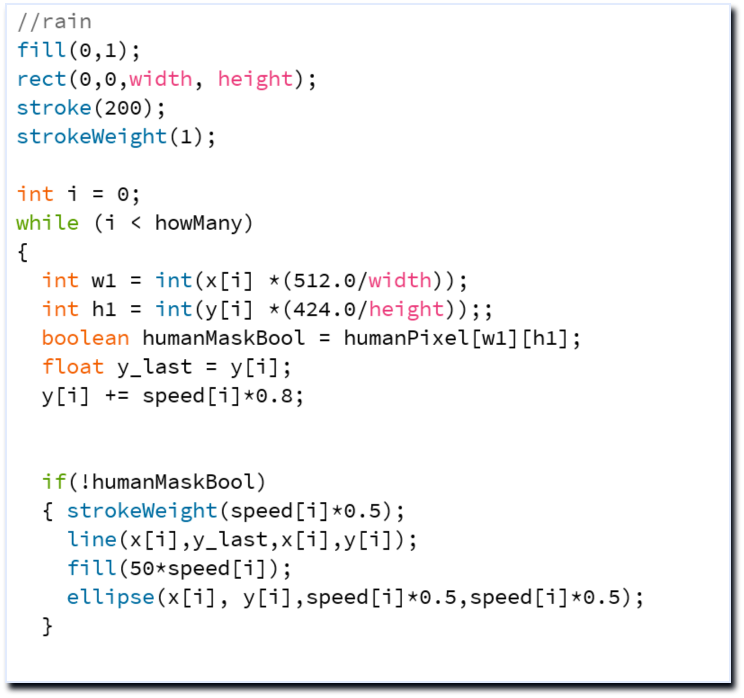 //rain
fill(0,1);
rect(0,0,width, height);
stroke(200);
strokeWeight(1);
int i = 0;
while (i < howMany)
{
int w1 = int(x[i] *(512.0/width));
int h1 = int(y[i] *(424.0/height));;
boolean humanMaskBool = humanPixel[w1][h1];
float y_last = y[i];
y[i] += speed[i]*0.8;
if(!humanMaskBool)
{ strokeWeight(speed[i]*0.5);
line(x[i],y_last,x[i],y[i]);
fill(50*speed[i]);
ellipse(x[i], y[i],speed[i]*0.5,speed[i]*0.5);
}